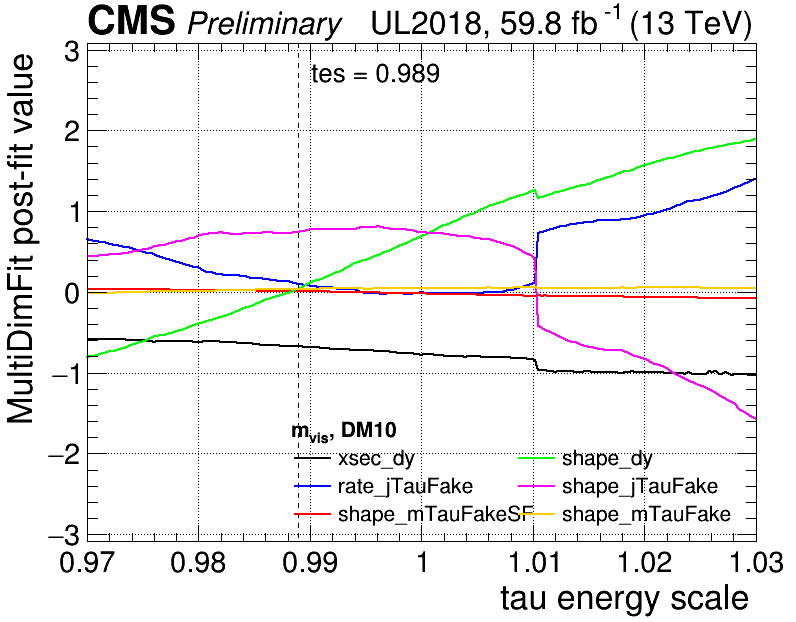 CMS Preliminary UL2018, 59.8 fb⁻¹ (13 TeV)
MultiDimFit post-fit value
3
2
1
0
−1
−2
−3
tes = 0.989
m_vis, DM10
xsec_dy shape_dy
rate_jTauFake shape_jTauFake
shape_mTauFakeSF shape_mTauFake
0.97 0.98 0.99 1 1.01 1.02 1.03
tau energy scale